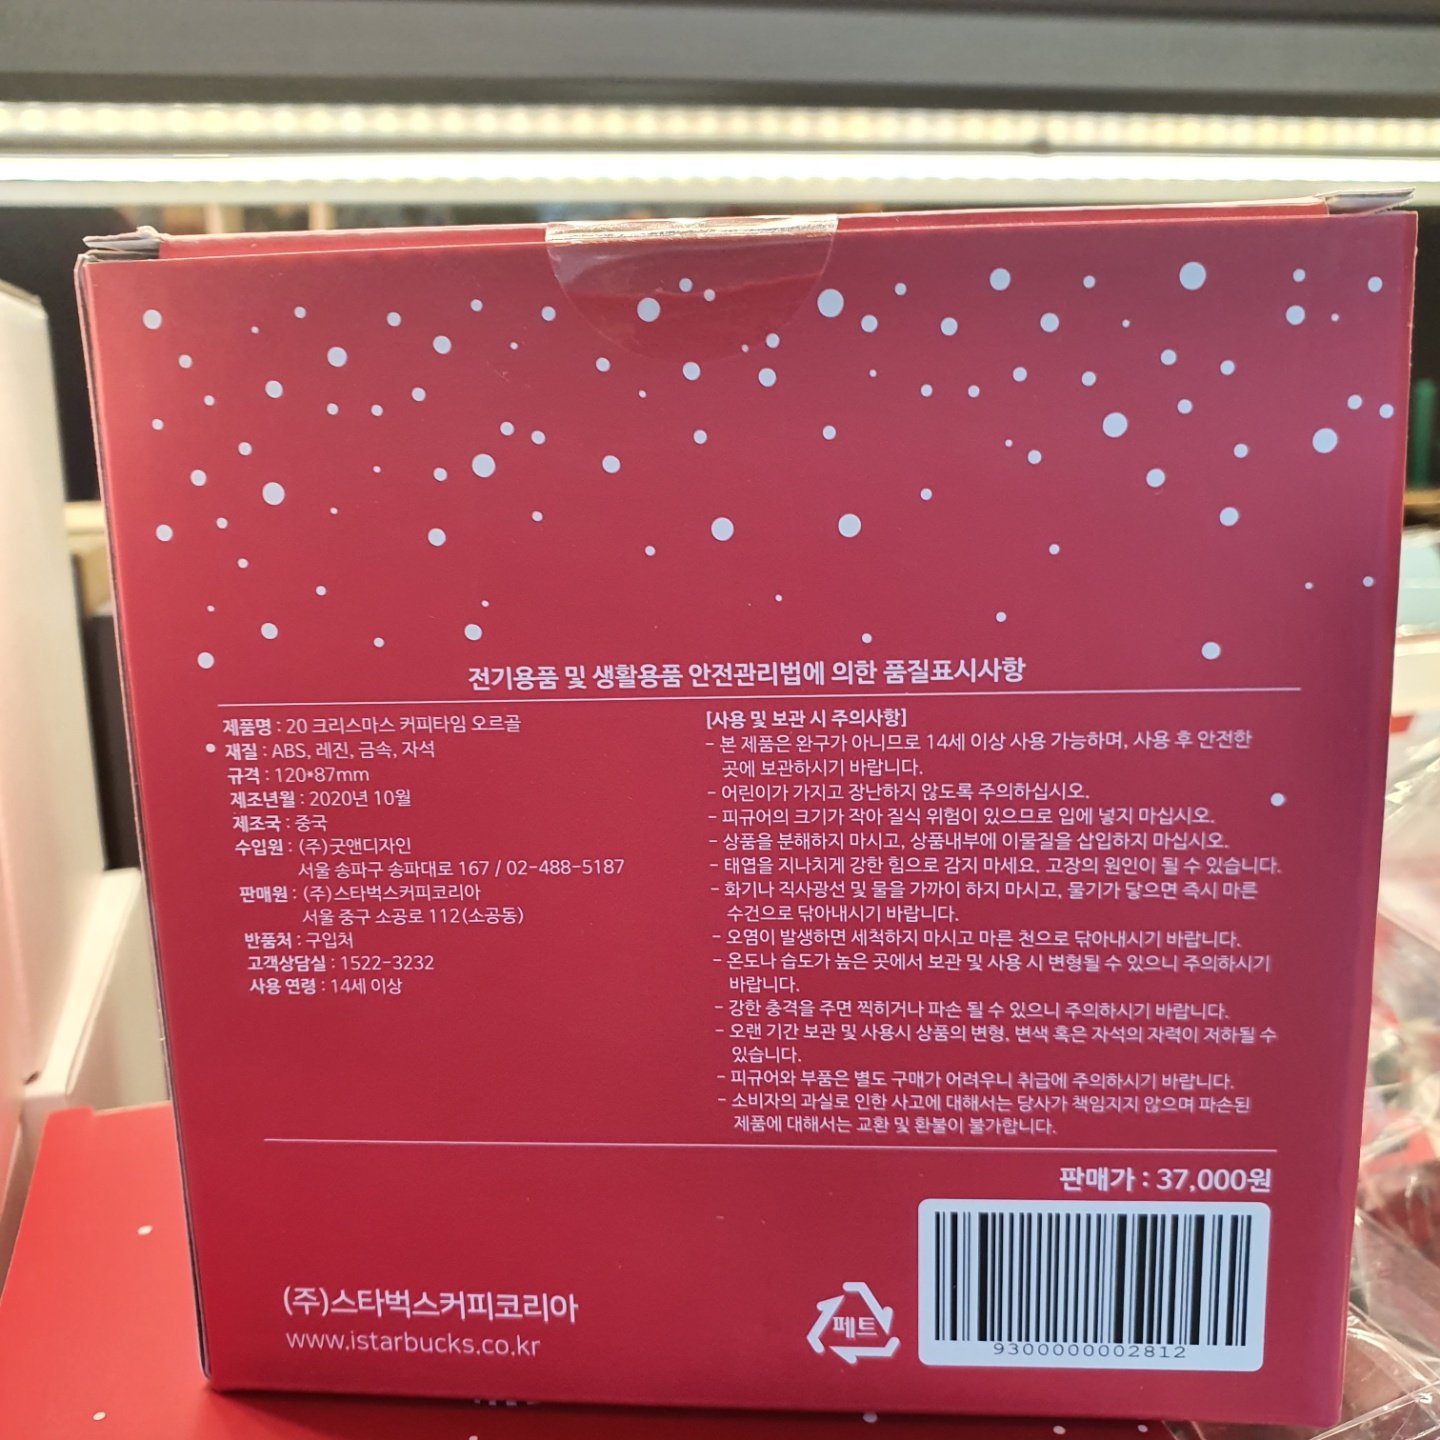 전기용품 및 생활용품 안전관리법에 의한 품질표시사항
제품명 : 20 크리스마스 커피타임 오르골
재질 : ABS, 레진, 금속, 자석
규격 : 120*87mm
제조년월 : 2020년 10월
제조국 : 중국
수입원 : (주)굿앤디자인
서울 송파구 송파대로 167 / 02-488-5187
판매원 : (주)스타벅스커피코리아
서울 중구 소공로 112(소공동)
반품처 : 구입처
고객상담실 : 1522-3232
사용 연령 : 14세 이상
[사용 및 보관 시 주의사항]
- 본 제품은 완구가 아니므로 14세 이상 사용 가능하며, 사용 후 안전한
곳에 보관하시기 바랍니다.
- 어린이가 가지고 장난하지 않도록 주의하십시오.
- 피규어의 크기가 작아 질식 위험이 있으므로 입에 넣지 마십시오.
- 상품을 분해하지 마시고, 상품내부에 이물질을 삽입하지 마십시오.
- 태엽을 지나치게 강한 힘으로 감지 마세요. 고장의 원인이 될 수 있습니다.
- 화기나 직사광선 및 물을 가까이 하지 마시고, 물기가 닿으면 즉시 마른
수건으로 닦아내시기 바랍니다.
- 오염이 발생하면 세척하지 마시고 마른 천으로 닦아내시기 바랍니다.
- 온도나 습도가 높은 곳에서 보관 및 사용 시 변형될 수 있으니 주의하시기
바랍니다.
- 강한 충격을 주면 찍히거나 파손 될 수 있으니 주의하시기 바랍니다.
- 오랜 기간 보관 및 사용시 상품의 변형, 변색 혹은 자석의 자력이 저하될 수
있습니다.
- 피규어와 부품은 별도 구매가 어려우니 취급에 주의하시기 바랍니다.
- 소비자의 과실로 인한 사고에 대해서는 당사가 책임지지 않으며 파손된
제품에 대해서는 교환 및 환불이 불가합니다.
판매가 : 37,000원
(주)스타벅스커피코리아
www.istarbucks.co.kr
페트
9300000002812